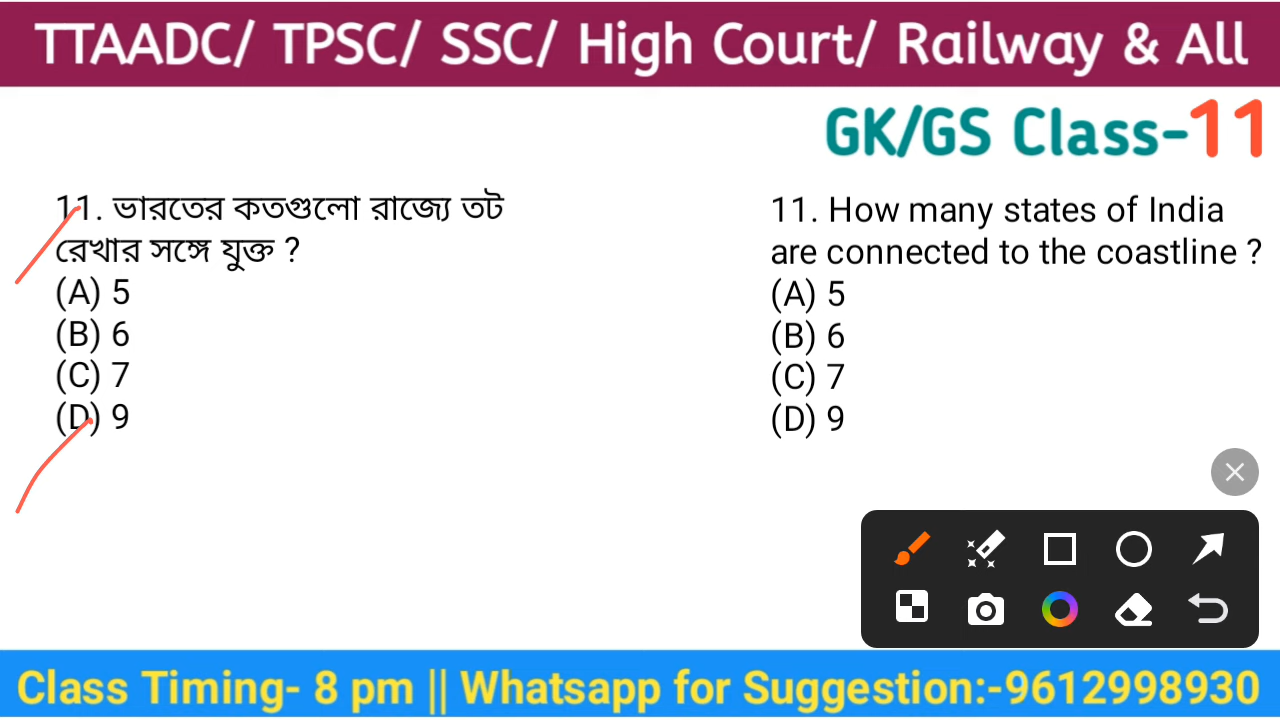 TTAADC/ TPSC/ SSC/ High Court/ Railway & All
GK/GS Class-11
11. ভারতের কতগুলো রাজ্যে তট
রেখার সঙ্গে যুক্ত ?
(A) 5
(B) 6
(C) 7
(D) 9
11. How many states of India
are connected to the coastline ?
(A) 5
(B) 6
(C) 7
(D) 9
Class Timing- 8 pm || Whatsapp for Suggestion:-9612998930